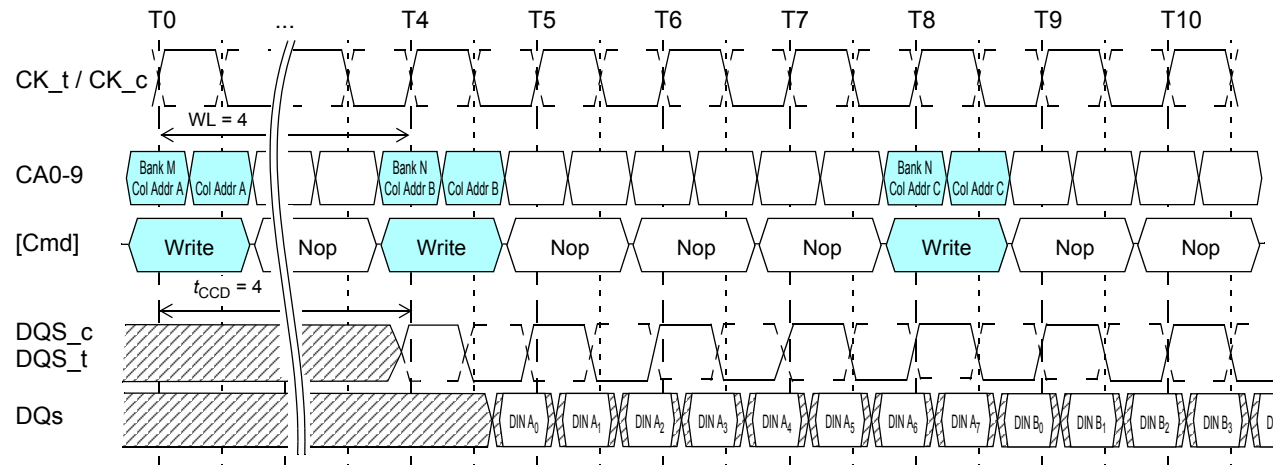 T0 ... T4 T5 T6 T7 T8 T9 T10
CK_t / CK_c
WL = 4
CA0-9
Bank M
Col Addr A
Col Addr A
Bank N
Col Addr B
Col Addr B
Bank N
Col Addr C
Col Addr C
[Cmd] Write Nop Write Nop Nop Nop Write Nop Nop
tCCD = 4
DQS_c
DQS_t
DQs DIN A0 DIN A1 DIN A2 DIN A3 DIN A4 DIN A5 DIN A6 DIN A7 DIN B0 DIN B1 DIN B2 DIN B3